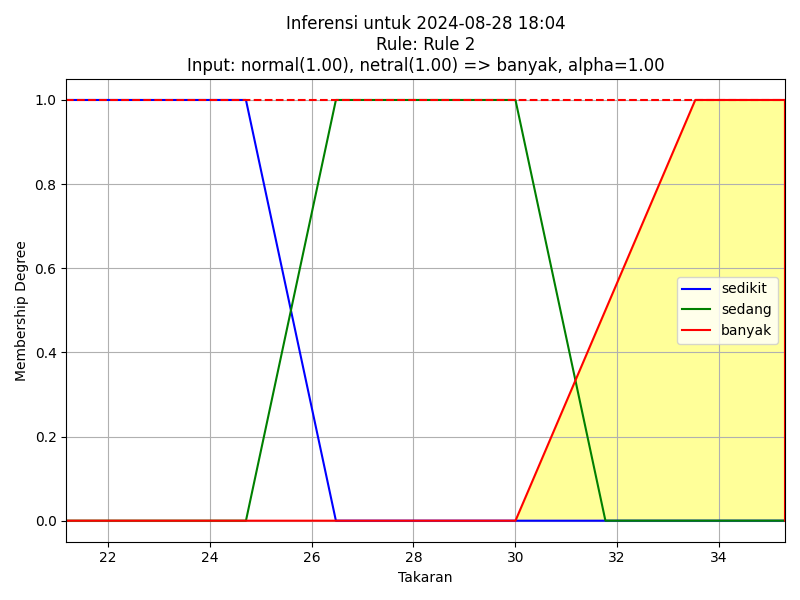 Inferensi untuk 2024-08-28 18:04
Rule: Rule 2
Input: normal(1.00), netral(1.00) => banyak, alpha=1.00
1.0
0.8
0.6
0.4
0.2
0.0
Membership Degree
sedikit
sedang
banyak
22 24 26 28 30 32 34
Takaran